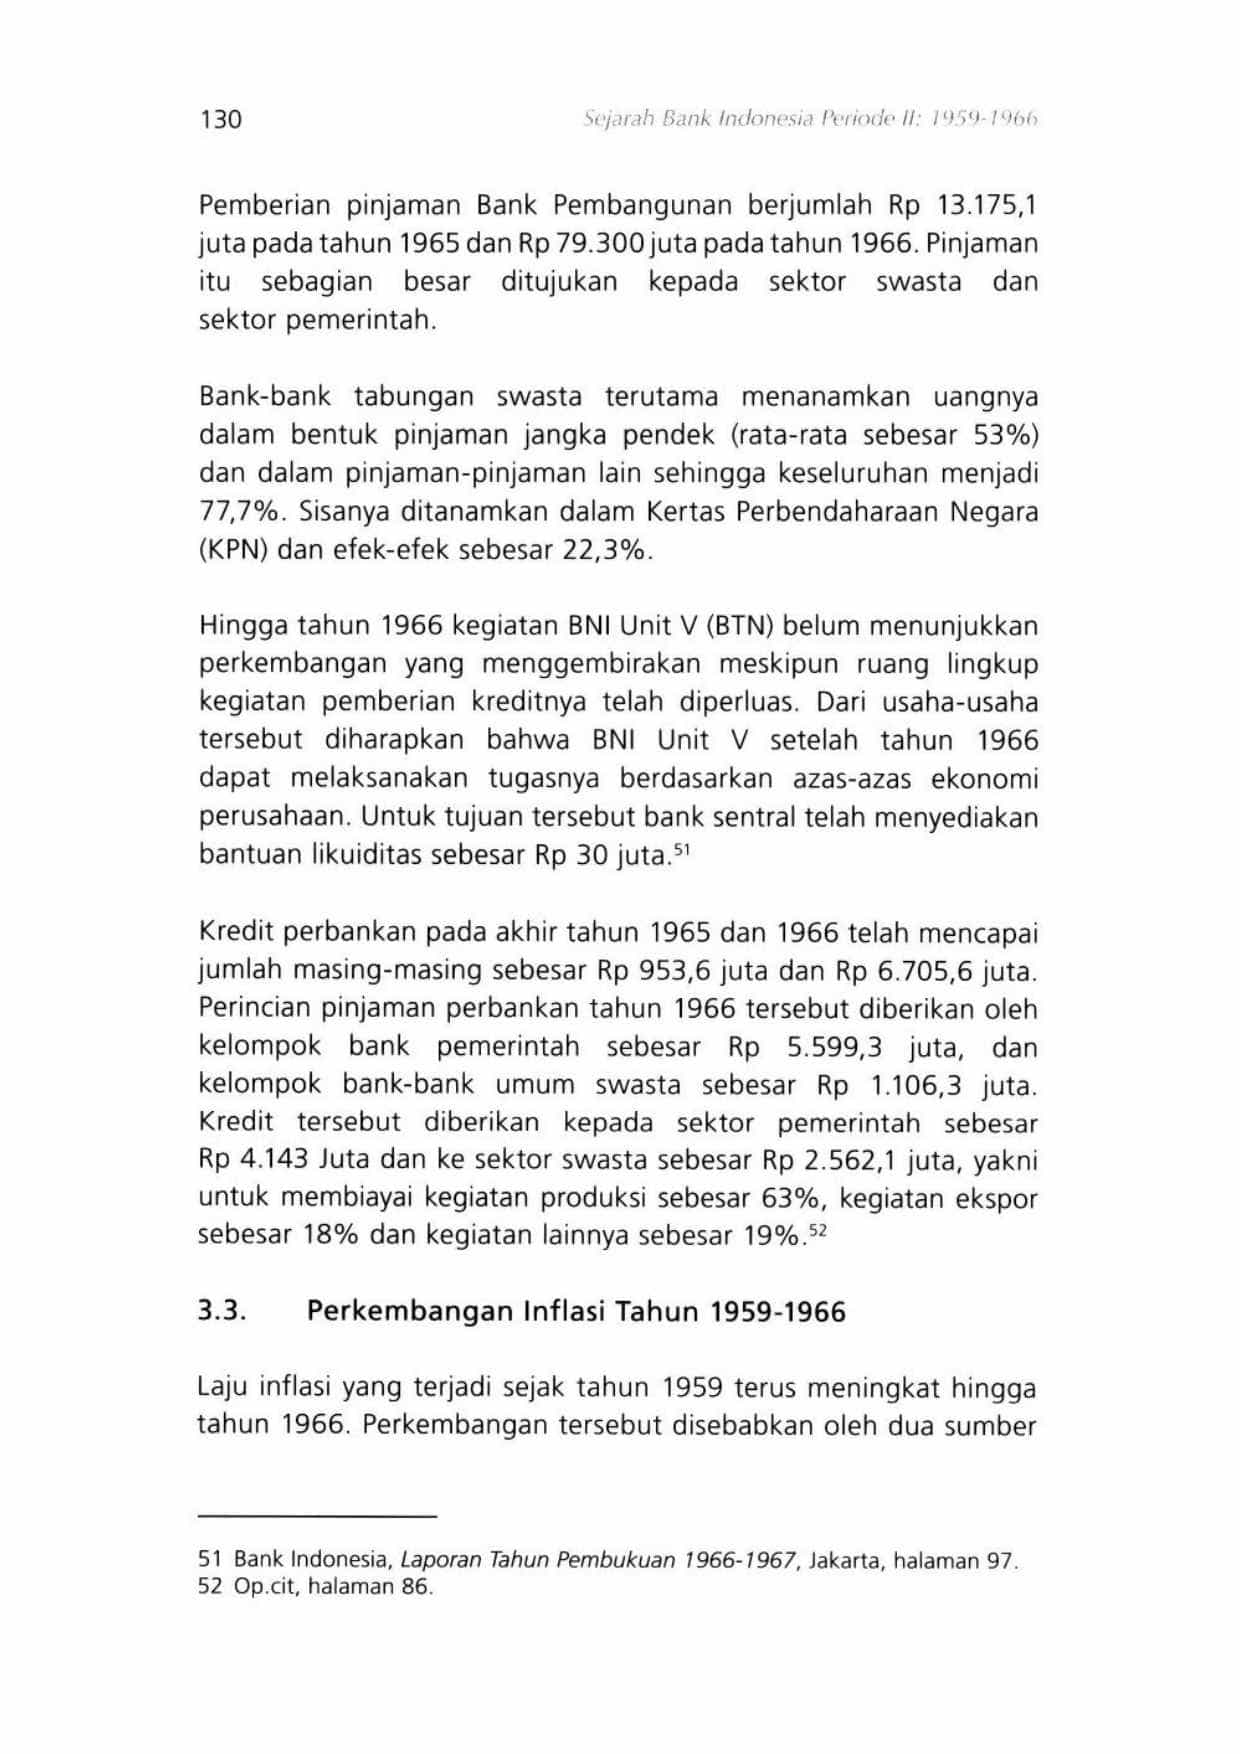 130
Sejarah Bank Indonesia Periode II: 1959-1966
Pemberian pinjaman Bank Pembangunan berjumlah Rp 13.175,1
juta pada tahun 1965 dan Rp 79.300 juta pada tahun 1966. Pinjaman
itu sebagian besar ditujukan kepada sektor swasta dan
sektor pemerintah.
Bank-bank tabungan swasta terutama menanamkan uangnya
dalam bentuk pinjaman jangka pendek (rata-rata sebesar 53%)
dan dalam pinjaman-pinjaman lain sehingga keseluruhan menjadi
77,7%. Sisanya ditanamkan dalam Kertas Perbendaharaan Negara
(KPN) dan efek-efek sebesar 22,3%.
Hingga tahun 1966 kegiatan BNI Unit V (BTN) belum menunjukkan
perkembangan yang menggembirakan meskipun ruang lingkup
kegiatan pemberian kreditnya telah diperluas. Dari usaha-usaha
tersebut diharapkan bahwa BNI Unit V setelah tahun 1966
dapat melaksanakan tugasnya berdasarkan azas-azas ekonomi
perusahaan. Untuk tujuan tersebut bank sentral telah menyediakan
bantuan likuiditas sebesar Rp 30 juta.51
Kredit perbankan pada akhir tahun 1965 dan 1966 telah mencapai
jumlah masing-masing sebesar Rp 953,6 juta dan Rp 6.705,6 juta.
Perincian pinjaman perbankan tahun 1966 tersebut diberikan oleh
kelompok bank pemerintah sebesar Rp 5.599,3 juta, dan
kelompok bank-bank umum swasta sebesar Rp 1.106,3 juta.
Kredit tersebut diberikan kepada sektor pemerintah sebesar
Rp 4.143 Juta dan ke sektor swasta sebesar Rp 2.562,1 juta, yakni
untuk membiayai kegiatan produksi sebesar 63%, kegiatan ekspor
sebesar 18% dan kegiatan lainnya sebesar 19%.52
3.3. Perkembangan Inflasi Tahun 1959-1966
Laju inflasi yang terjadi sejak tahun 1959 terus meningkat hingga
tahun 1966. Perkembangan tersebut disebabkan oleh dua sumber
51 Bank Indonesia, Laporan Tahun Pembukuan 1966-1967, Jakarta, halaman 97.
52 Op.cit, halaman 86.